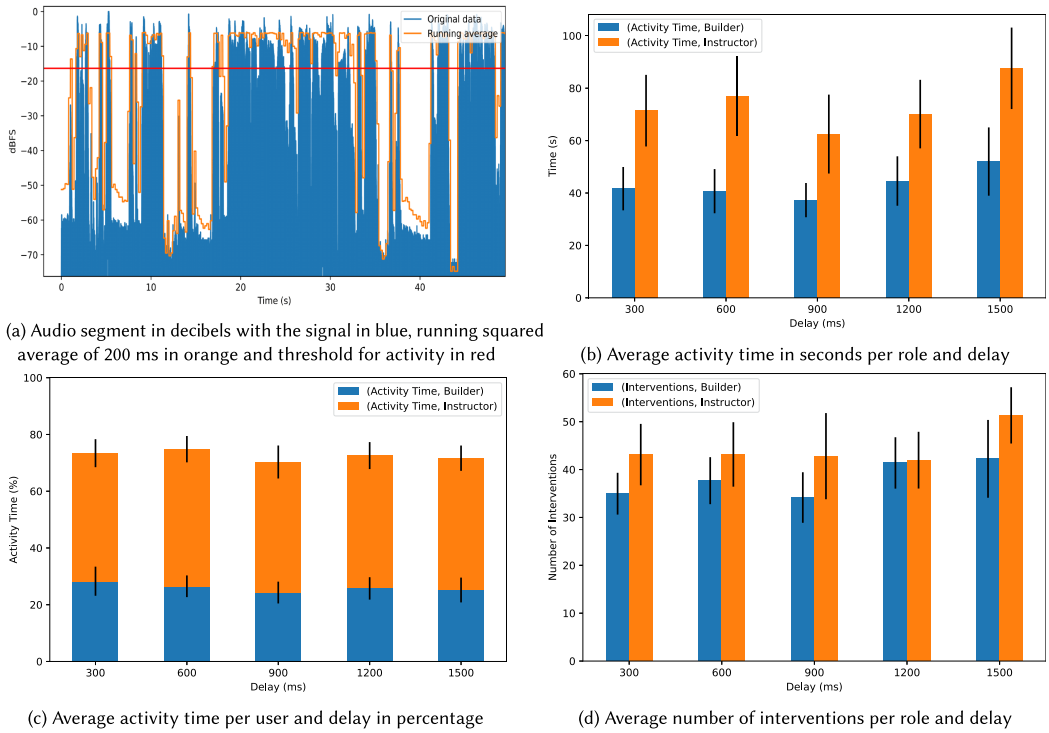 0
−10
−20
−30
−40
−50
−60
−70
dBFS
Original data
Running average
0 10 20 30 40
Time (s)
(a) Audio segment in decibels with the signal in blue, running squared
average of 200 ms in orange and threshold for activity in red
100
80
60
40
20
0
Time (s)
(Activity Time, Builder)
(Activity Time, Instructor)
300 600 900 1200 1500
Delay (ms)
(b) Average activity time in seconds per role and delay
100
80
60
40
20
0
Activity Time (%)
(Activity Time, Builder)
(Activity Time, Instructor)
300 600 900 1200 1500
Delay (ms)
(c) Average activity time per user and delay in percentage
60
50
40
30
20
10
0
Number of Interventions
(Interventions, Builder)
(Interventions, Instructor)
300 600 900 1200 1500
Delay (ms)
(d) Average number of interventions per role and delay